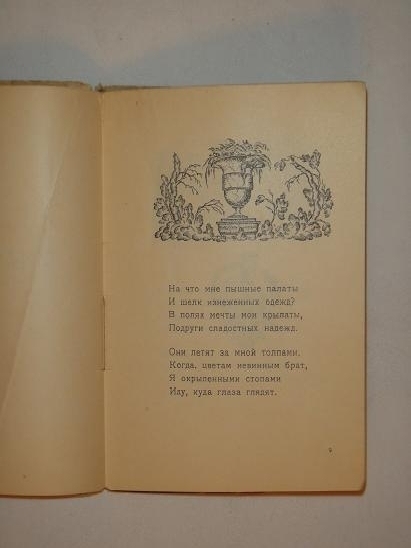 На что мне пышные палаты
И шелк изнеженных одежд?
В полях мечты мои крылаты,
Подруги сладостных надежд.
Они летят за мной толпами.
Когда, цветам невинным брат,
Я окрыленными стопами
Иду, куда глаза глядят.
9